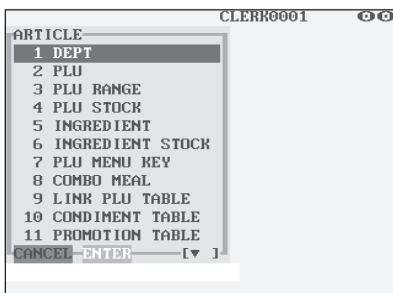 CLERK0001
ARTICLE
1 DEPT
2 PLU
3 PLU RANGE
4 PLU STOCK
5 INGREDIENT
6 INGREDIENT STOCK
7 PLU MENU KEY
8 COMBO MEAL
9 LINK PLU TABLE
10 CONDIMENT TABLE
11 PROMOTION TABLE
CANCEL ENTER [▼ ]